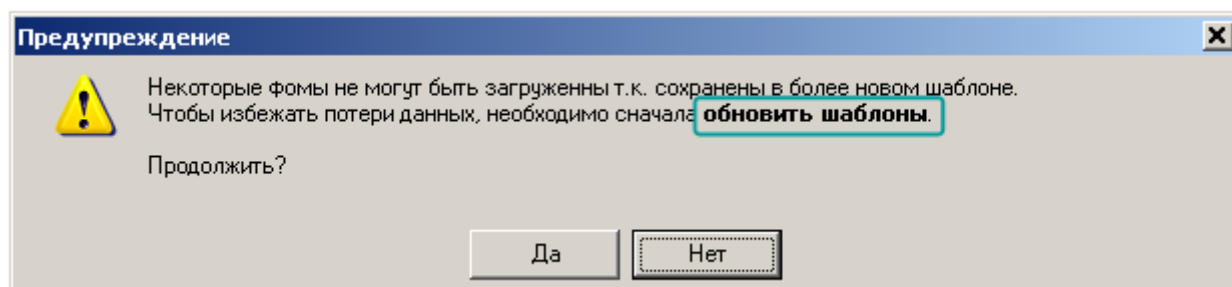 Предупреждение
Некоторые фомы не могут быть загруженны т.к. сохранены в более новом шаблоне.
Чтобы избежать потери данных, необходимо сначала обновить шаблоны.
Продолжить?
Да
Нет